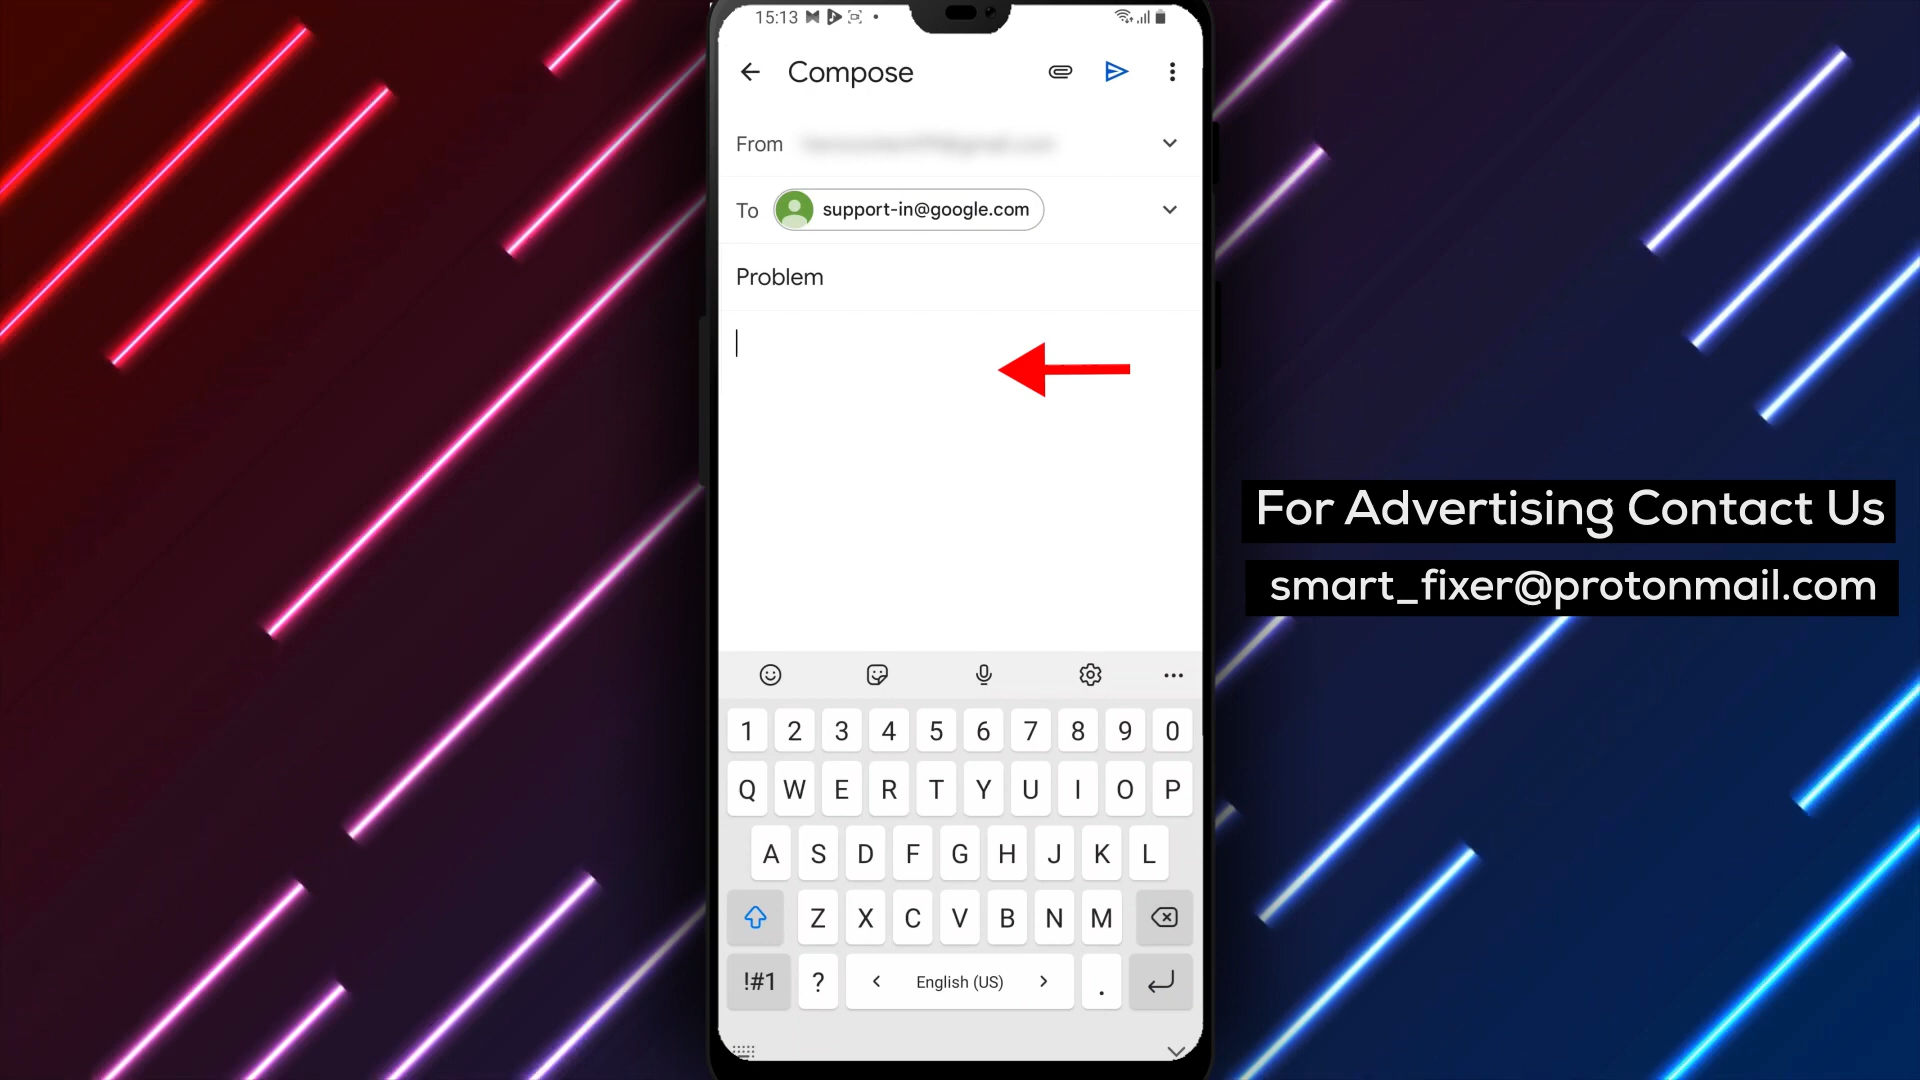 15:13
Compose
From
To support-in@google.com
Problem
For Advertising Contact Us
smart_fixer@protonmail.com
1 2 3 4 5 6 7 8 9 0
Q W E R T Y U I O P
A S D F G H J K L
Z X C V B N M
!#1 ? < English (US) > .